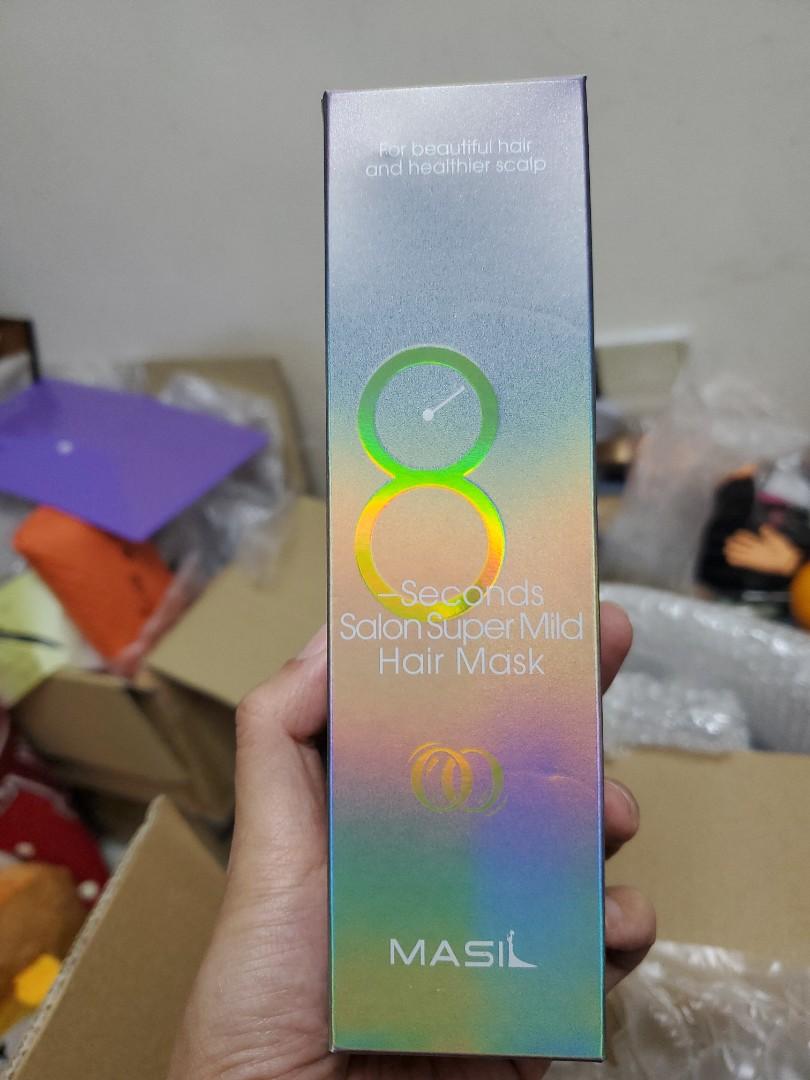 For beautiful hair
and healthier scalp
8
–Seconds
Salon Super Mild
Hair Mask
MASIL